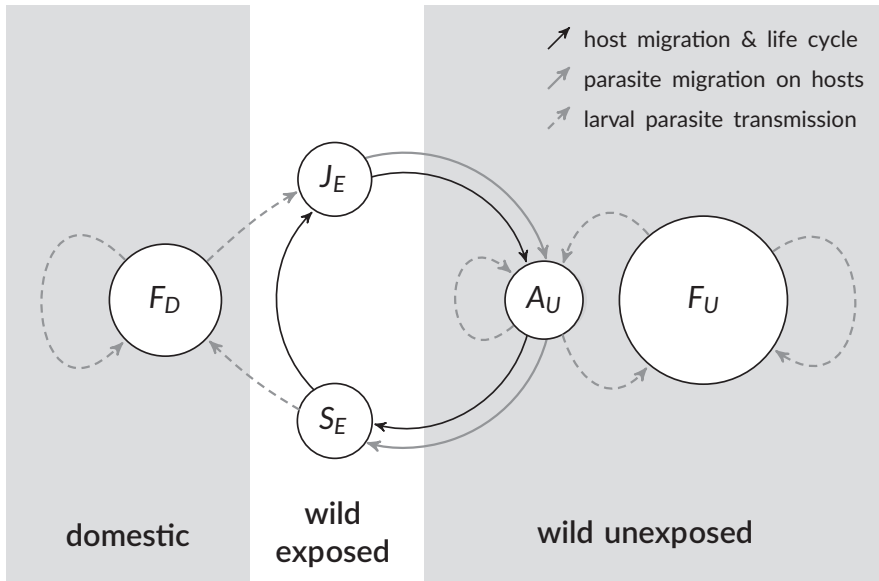 host migration & life cycle
parasite migration on hosts
larval parasite transmission
J_E
F_D
A_U
F_U
S_E
domestic
wild
exposed
wild unexposed